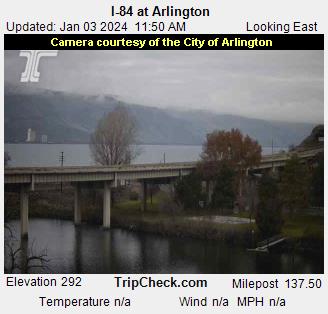 I-84 at Arlington
Updated: Jan 03 2024 11:50 AM Looking East
Camera courtesy of the City of Arlington
Elevation 292 TripCheck.com Milepost 137.50
Temperature n/a Wind n/a MPH n/a